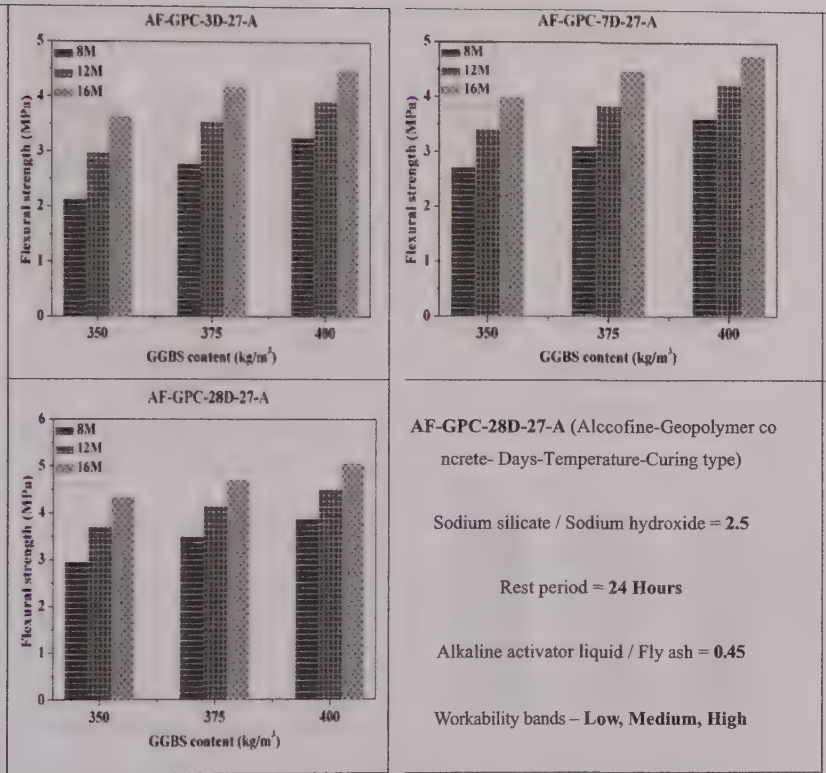 AF-GPC-3D-27-A
8M
12M
16M
Flexural strength (MPa)
5
4
3
2
1
0
350 375 400
GGBS content (kg/m³)
AF-GPC-7D-27-A
8M
12M
16M
Flexural strength (MPa)
5
4
3
2
1
0
350 375 400
GGBS content (kg/m³)
AF-GPC-28D-27-A
8M
12M
16M
Flexural strength (MPa)
6
5
4
3
2
1
0
350 375 400
GGBS content (kg/m³)
AF-GPC-28D-27-A (Alccofine-Geopolymer co
ncrete- Days-Temperature-Curing type)
Sodium silicate / Sodium hydroxide = 2.5
Rest period = 24 Hours
Alkaline activator liquid / Fly ash = 0.45
Workability bands – Low, Medium, High